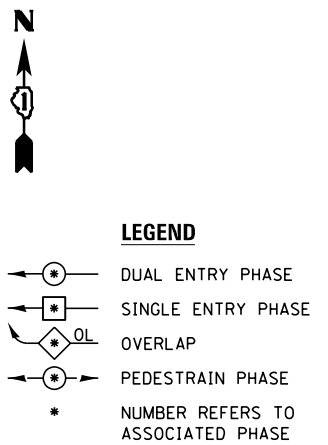 N
1
LEGEND
* DUAL ENTRY PHASE
* SINGLE ENTRY PHASE
* OL OVERLAP
* PEDESTRAIN PHASE
* NUMBER REFERS TO
ASSOCIATED PHASE